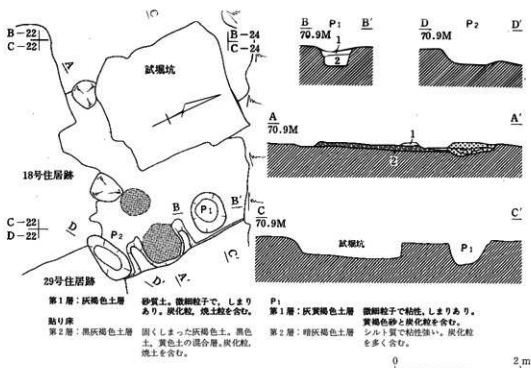 B-22
C-22
B-24
C-24
試堀坑
A
18号住居跡
C-22
D-22
D
P2
B
P1
B'
C'
D'
A'
29号住居跡
B P1 B'
70.9M
1
2
D P2 D'
70.9M
A A'
70.9M
1
2
C C'
70.9M
試堀坑
P1
第1層:灰褐色土層 砂質土。微細粒子で、しまり
あり。炭化粒,焼土粒を含む。
貼り床
第2層:黒灰褐色土層 固くしまった灰褐色土。黒色
土,黄色土の混合層。炭化粒,
焼土を含む。
P1
第1層:灰黄褐色土層 微細粒子で粘性,しまりあり。
黄褐色砂と炭化粒を含む。
第2層:暗灰褐色土層 シルト質で粘性強い。炭化粒
を多く含む。
0 2m